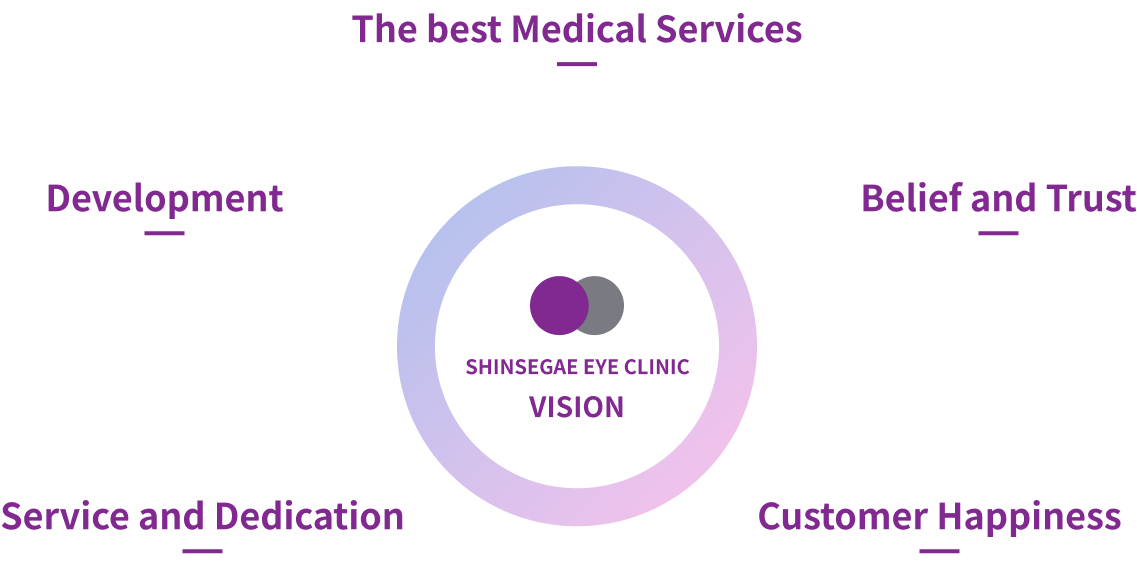 The best Medical Services
Development
Belief and Trust
SHINSEGAE EYE CLINIC
VISION
Service and Dedication
Customer Happiness